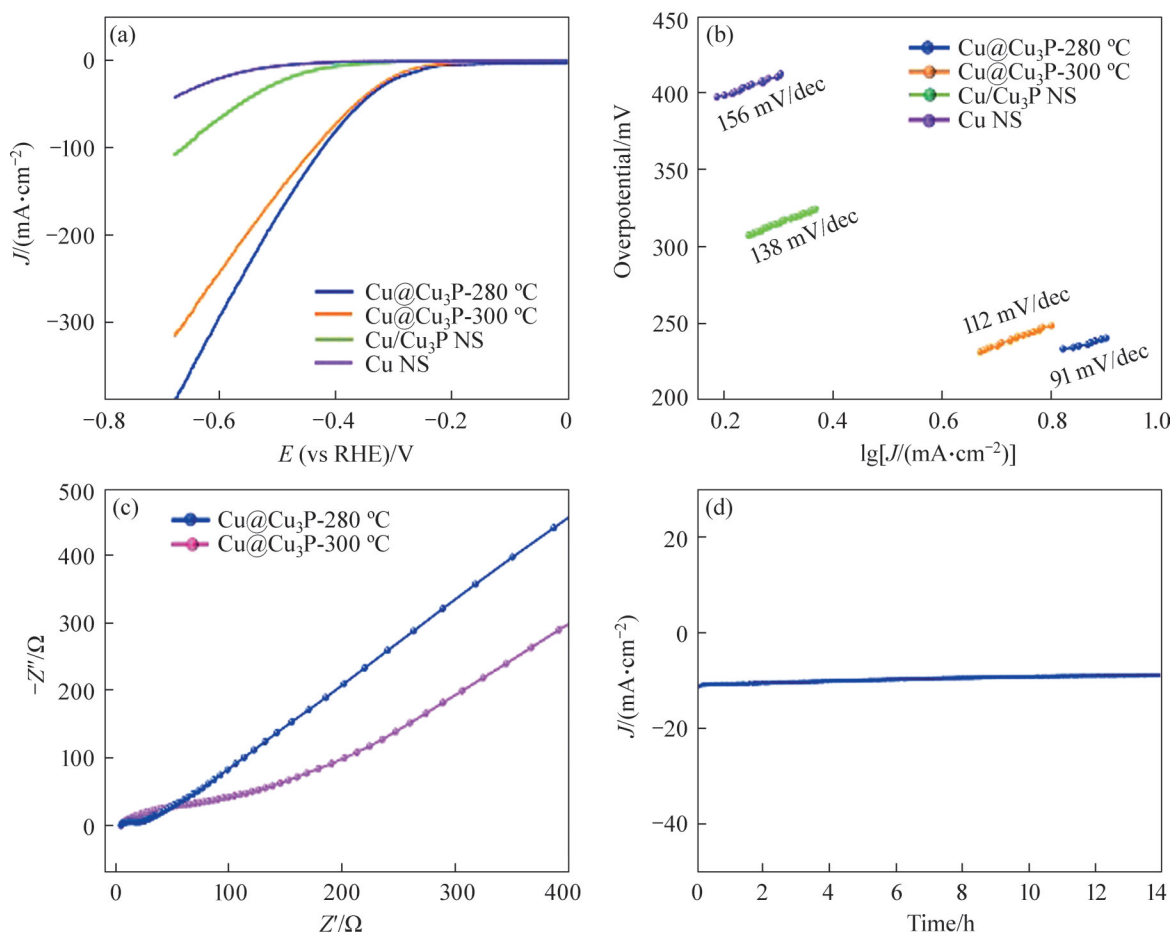 (a)
0
−100
−200
−300
J/(mA·cm⁻²)
Cu@Cu₃P-280 ºC
Cu@Cu₃P-300 ºC
Cu/Cu₃P NS
Cu NS
−0.8
−0.6
−0.4
−0.2
0
E (vs RHE)/V
(b)
450
400
350
300
250
200
Overpotential/mV
Cu@Cu₃P-280 ºC
Cu@Cu₃P-300 ºC
Cu/Cu₃P NS
Cu NS
156 mV/dec
138 mV/dec
112 mV/dec
91 mV/dec
0.2
0.4
0.6
0.8
1.0
lg[J/(mA·cm⁻²)]
(c)
500
400
300
200
100
0
−Z″/Ω
Cu@Cu₃P-280 ºC
Cu@Cu₃P-300 ºC
0
100
200
300
400
Z′/Ω
(d)
20
0
−20
−40
J/(mA·cm⁻²)
0
2
4
6
8
10
12
14
Time/h